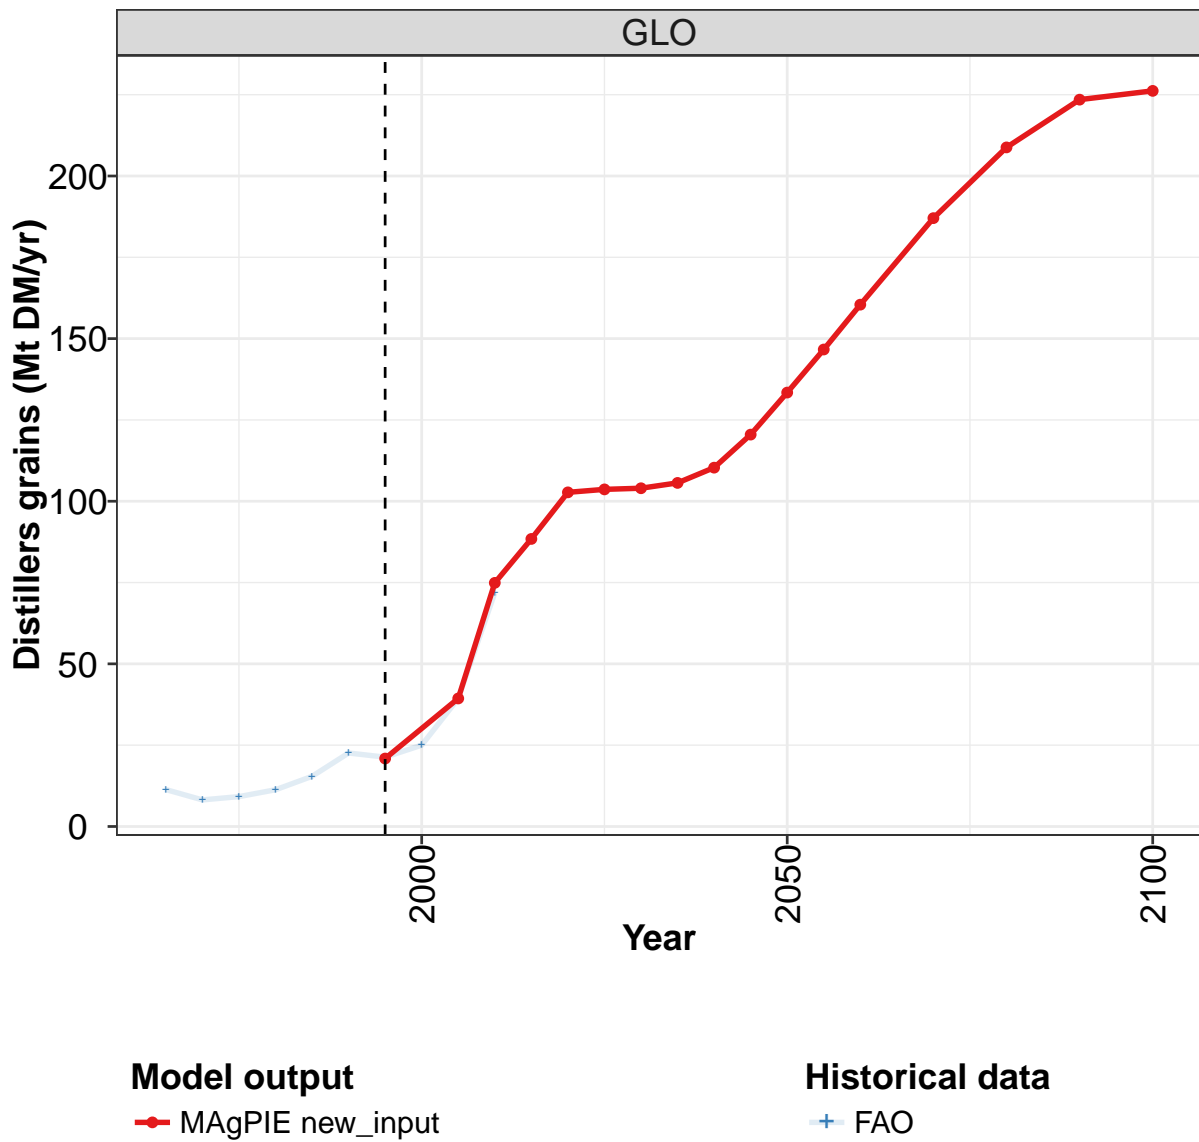 GLO
Distillers grains (Mt DM/yr)
200
150
100
50
0
2000
2050
2100
Year
Model output
MAgPIE new_input
Historical data
FAO